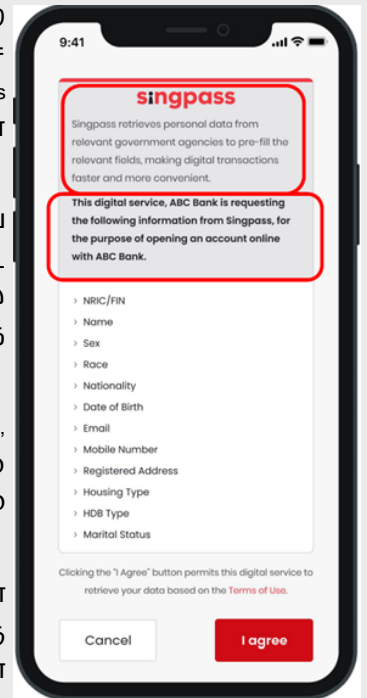 9:41
singpass
Singpass retrieves personal data from
relevant government agencies to pre-fill the
relevant fields, making digital transactions
faster and more convenient.
This digital service, ABC Bank is requesting
the following information from Singpass, for
the purpose of opening an account online
with ABC Bank.
> NRIC/FIN
> Name
> Sex
> Race
> Nationality
> Date of Birth
> Email
> Mobile Number
> Registered Address
> Housing Type
> HDB Type
> Marital Status
Clicking the "I Agree" button permits this digital service to
retrieve your data based on the Terms of Use.
Cancel
I agree